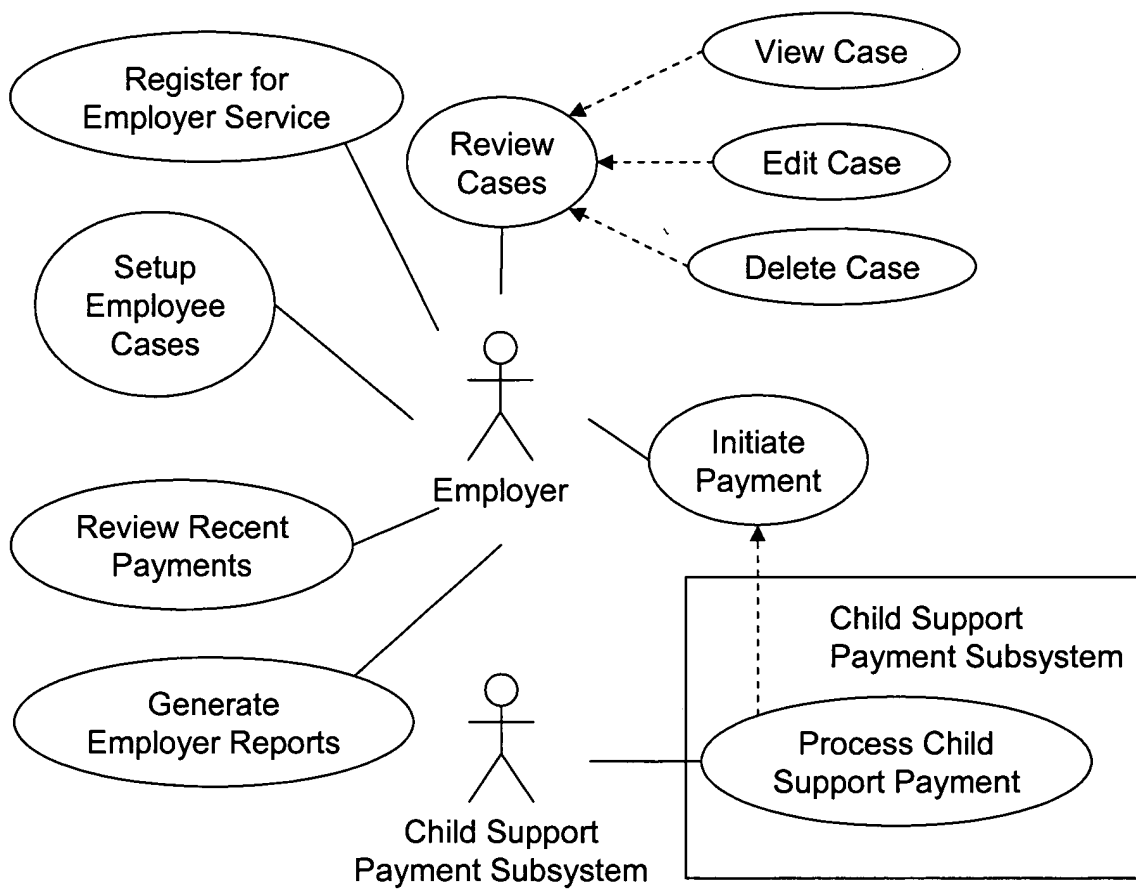 View Case
Register for
Employer Service
Review
Cases
Edit Case
Delete Case
Setup
Employee
Cases
Initiate
Payment
Employer
Review Recent
Payments
Child Support
Payment Subsystem
Generate
Employer Reports
Process Child
Support Payment
Child Support
Payment Subsystem